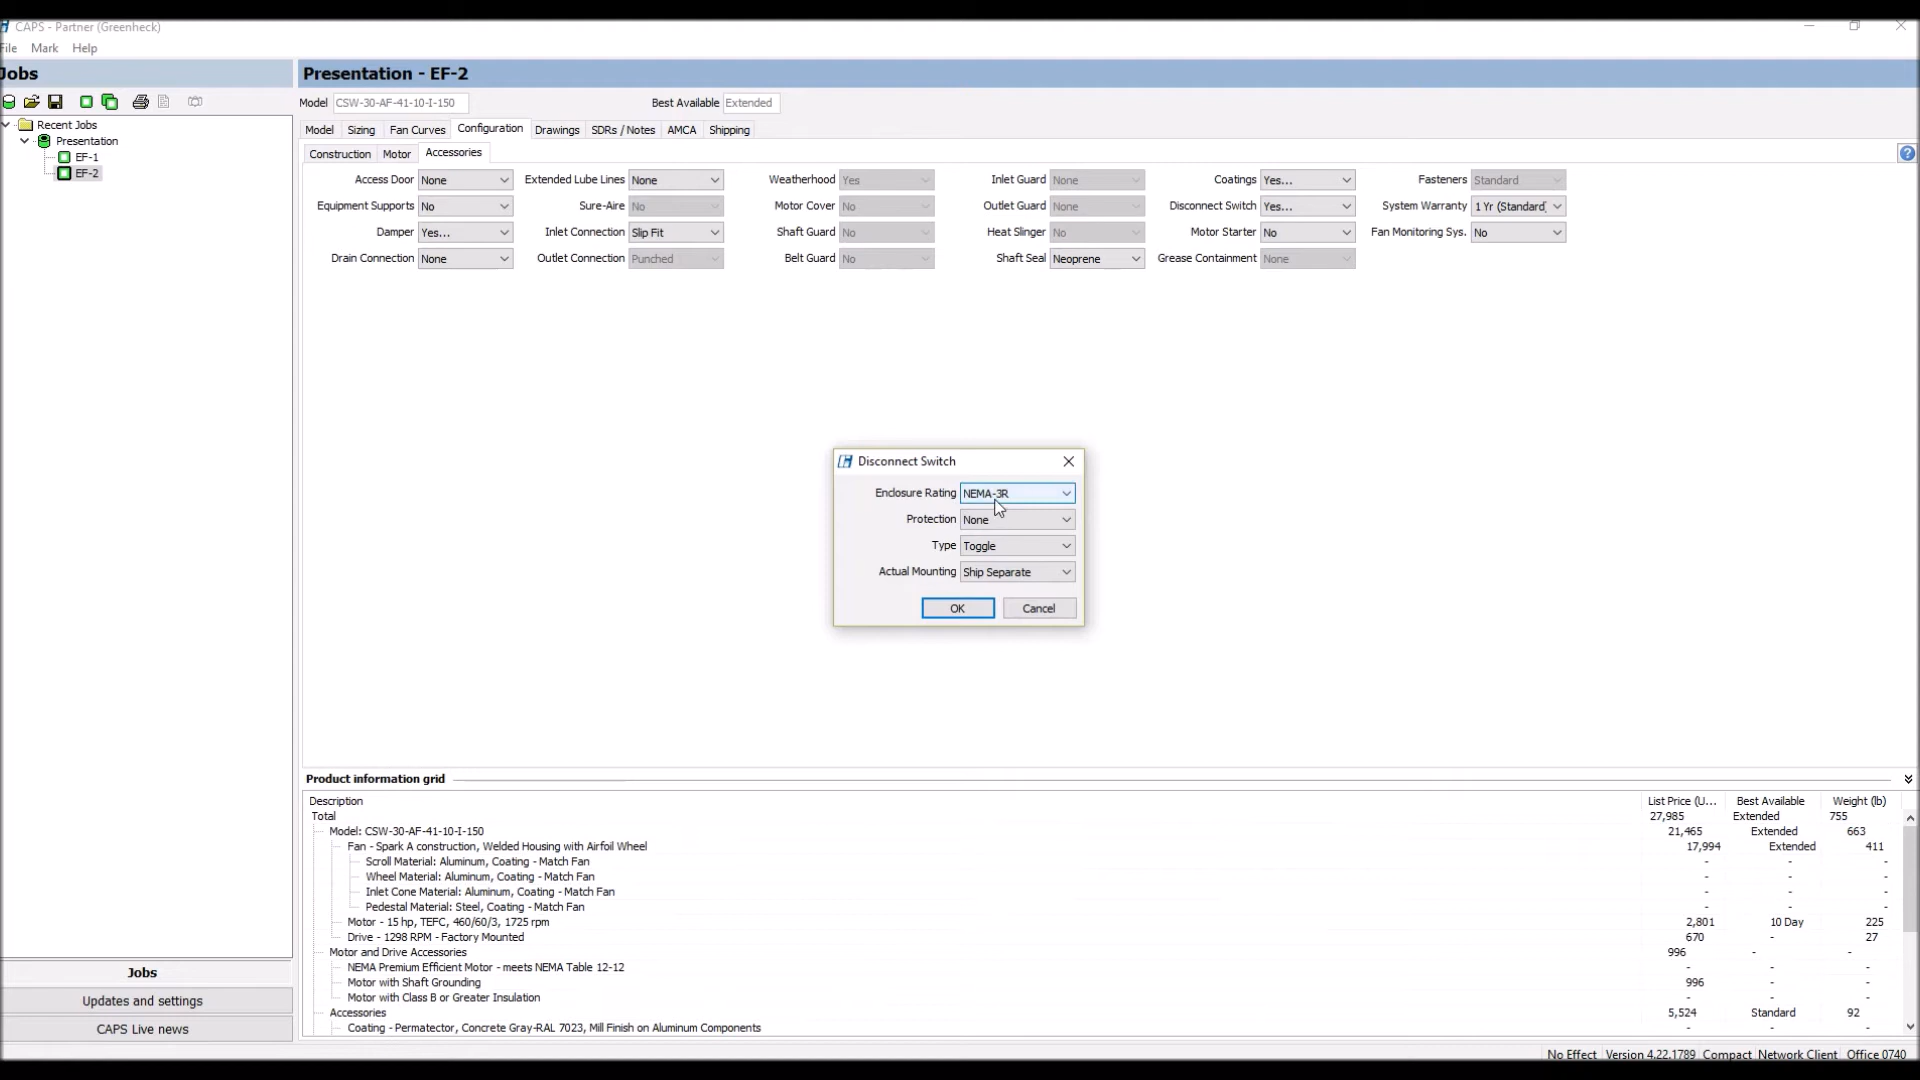 CAPS - Partner (Greenheck)
File Mark Help
Jobs
Presentation - EF-2
Model CSW-30-AF-41-10-I-150 Best Available Extended
Recent Jobs
Presentation
EF-1
EF-2
Model Sizing Fan Curves Configuration Drawings SDRs / Notes AMCA Shipping
Construction Motor Accessories
Access Door None Extended Lube Lines None Weatherhood Yes Inlet Guard None Coatings Yes... Fasteners Standard
Equipment Supports No Sure-Aire No Motor Cover No Outlet Guard None Disconnect Switch Yes... System Warranty 1 Yr (Standard)
Damper Yes... Inlet Connection Slip Fit Shaft Guard No Heat Slinger No Motor Starter No Fan Monitoring Sys. No
Drain Connection None Outlet Connection Punched Belt Guard No Shaft Seal Neoprene Grease Containment None
Disconnect Switch
Enclosure Rating NEMA-3R
Protection None
Type Toggle
Actual Mounting Ship Separate
OK Cancel
Product information grid
Description List Price (U... Best Available Weight (lb)
Total 27,985 Extended 755
Model: CSW-30-AF-41-10-I-150 21,465 Extended 663
Fan - Spark A construction, Welded Housing with Airfoil Wheel 17,994 Extended 411
Scroll Material: Aluminum, Coating - Match Fan - - -
Wheel Material: Aluminum, Coating - Match Fan - - -
Inlet Cone Material: Aluminum, Coating - Match Fan - - -
Pedestal Material: Steel, Coating - Match Fan - - -
Motor - 15 hp, TEFC, 460/60/3, 1725 rpm 2,801 10 Day 225
Drive - 1298 RPM - Factory Mounted 670 - 27
Motor and Drive Accessories 996 - -
NEMA Premium Efficient Motor - meets NEMA Table 12-12 - - -
Motor with Shaft Grounding 996 - -
Motor with Class B or Greater Insulation - - -
Accessories 5,524 Standard 92
Coating - Permatector, Concrete Gray-RAL 7023, Mill Finish on Aluminum Components - - -
Jobs
Updates and settings
CAPS Live news
No Effect Version 4.22.1789 Compact Network Client Office 0740